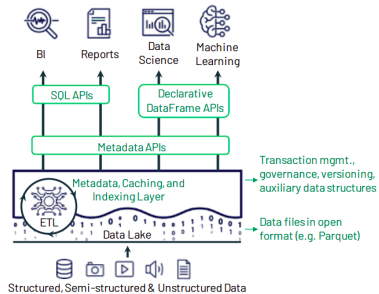 BI
Reports
Data
Science
Machine
Learning
SQL APIs
Declarative
DataFrame APIs
Metadata APIs
Metadata, Caching, and
Indexing Layer
ETL
Data Lake
Transaction mgmt.,
governance, versioning,
auxiliary data structures
Data files in open
format (e.g. Parquet)
Structured, Semi-structured & Unstructured Data